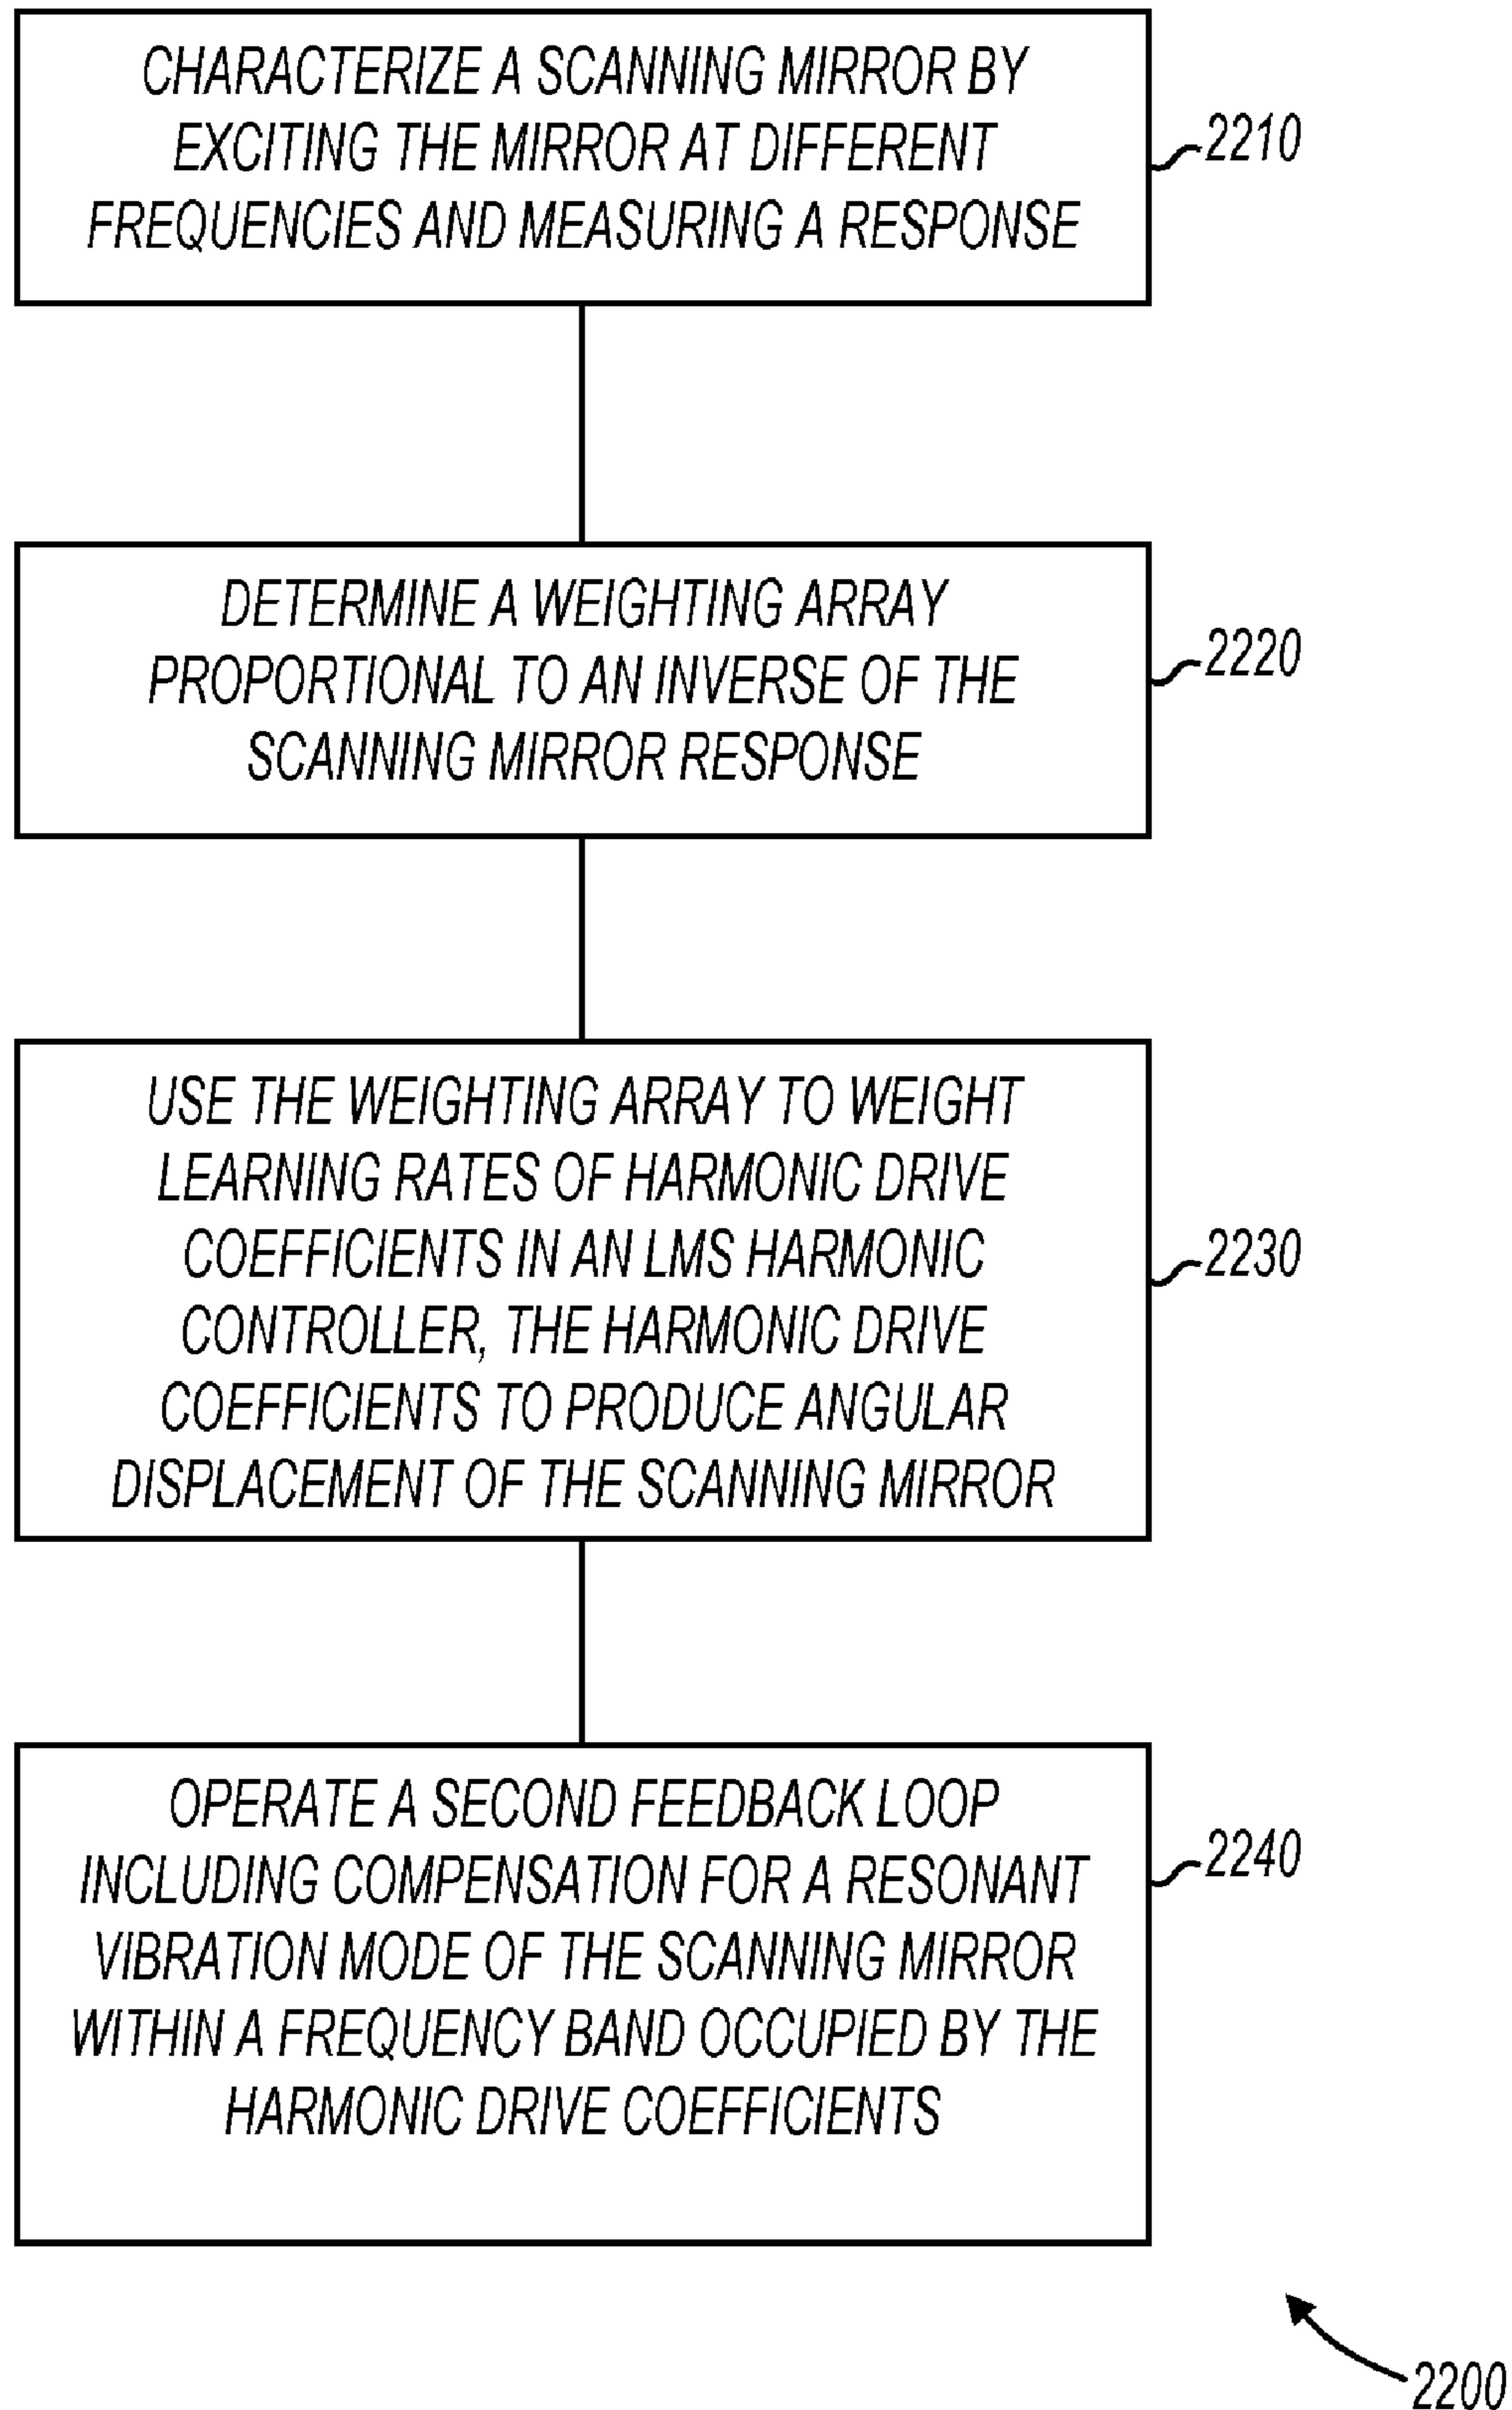 CHARACTERIZE A SCANNING MIRROR BY
EXCITING THE MIRROR AT DIFFERENT
FREQUENCIES AND MEASURING A RESPONSE
2210
DETERMINE A WEIGHTING ARRAY
PROPORTIONAL TO AN INVERSE OF THE
SCANNING MIRROR RESPONSE
2220
USE THE WEIGHTING ARRAY TO WEIGHT
LEARNING RATES OF HARMONIC DRIVE
COEFFICIENTS IN AN LMS HARMONIC
CONTROLLER, THE HARMONIC DRIVE
COEFFICIENTS TO PRODUCE ANGULAR
DISPLACEMENT OF THE SCANNING MIRROR
2230
OPERATE A SECOND FEEDBACK LOOP
INCLUDING COMPENSATION FOR A RESONANT
VIBRATION MODE OF THE SCANNING MIRROR
WITHIN A FREQUENCY BAND OCCUPIED BY THE
HARMONIC DRIVE COEFFICIENTS
2240
2200